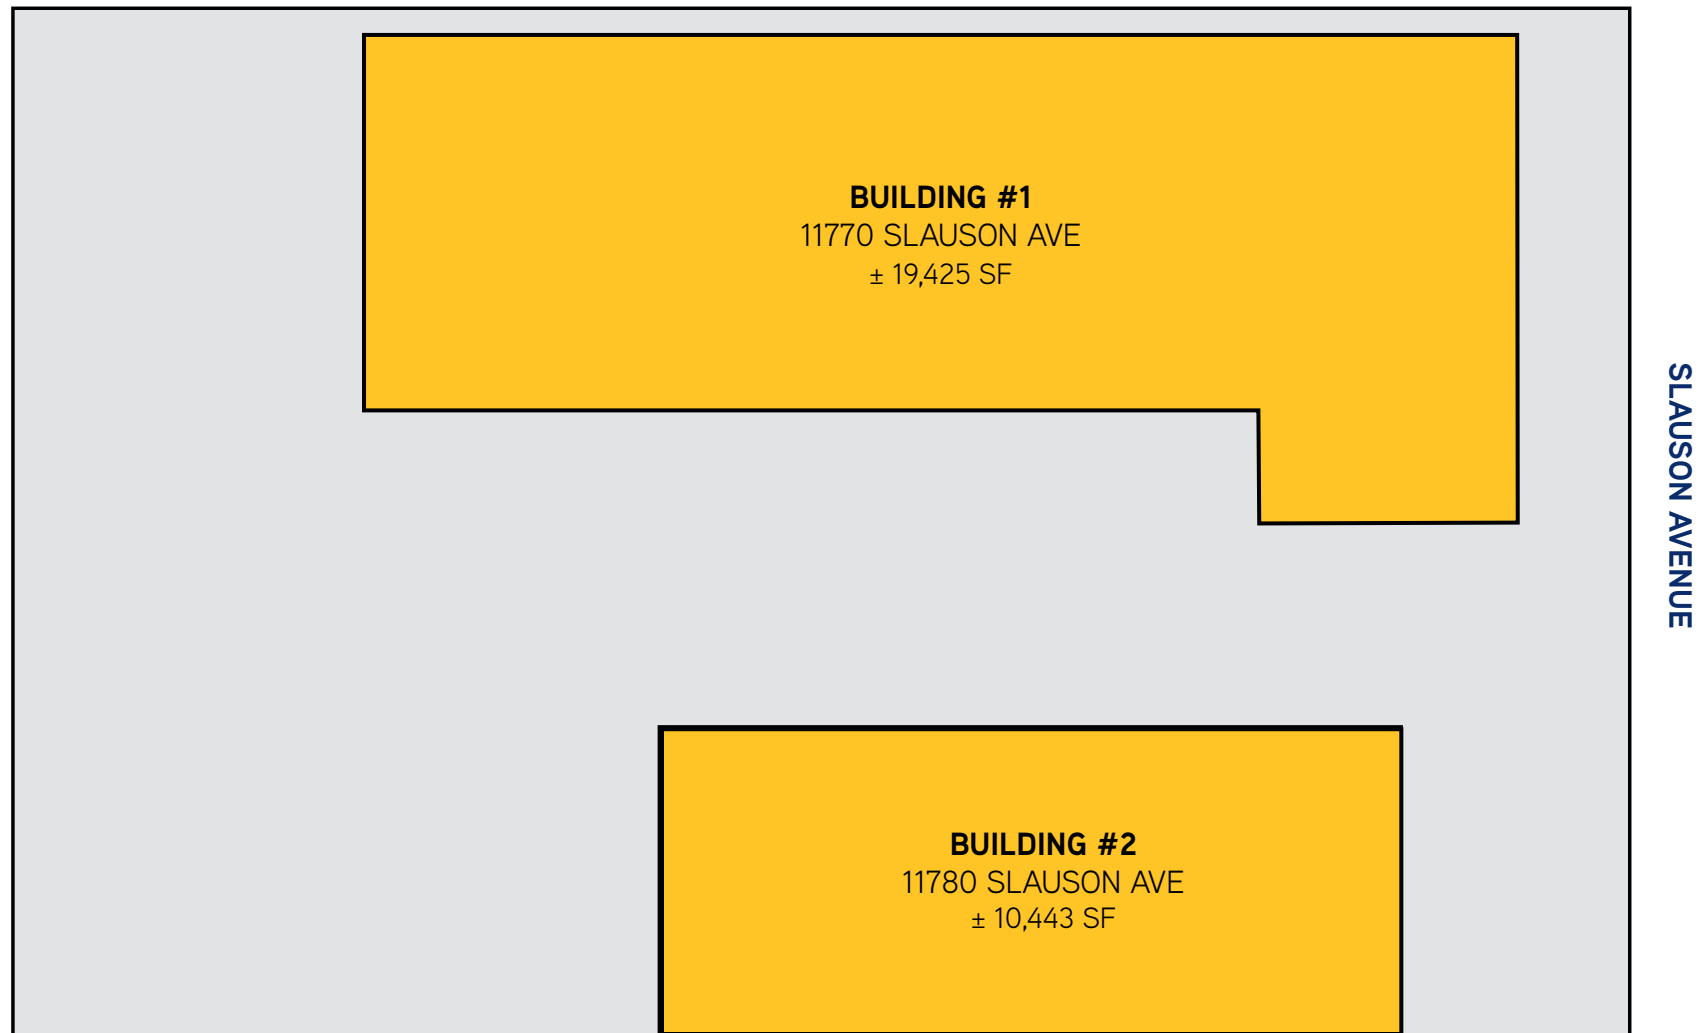 BUILDING #1
11770 SLAUSON AVE
± 19,425 SF
SLAUSON AVENUE
BUILDING #2
11780 SLAUSON AVE
± 10,443 SF